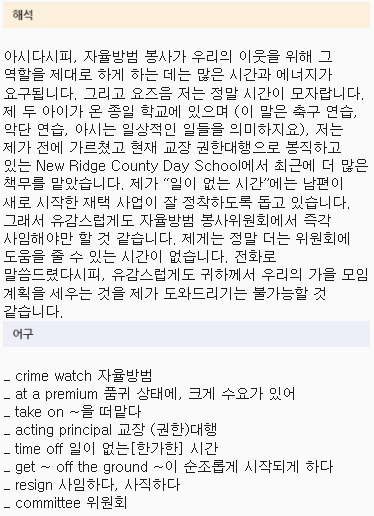 해석
아시다시피, 자율방범 봉사가 우리의 이웃을 위해 그
역할을 제대로 하게 하는 데는 많은 시간과 에너지가
요구됩니다. 그리고 요즈음 저는 정말 시간이 모자랍니다.
제 두 아이가 온 종일 학교에 있으며 (이 말은 축구 연습,
악단 연습, 아시는 일상적인 일들을 의미하지요), 저는
제가 전에 가르쳤고 현재 교장 권한대행으로 봉직하고
있는 New Ridge County Day School에서 최근에 더 많은
책무를 맡았습니다. 제가 “일이 없는 시간”에는 남편이
새로 시작한 재택 사업이 잘 정착하도록 돕고 있습니다.
그래서 유감스럽게도 자율방범 봉사위원회에서 즉각
사임해야만 할 것 같습니다. 제게는 정말 더는 위원회에
도움을 줄 수 있는 시간이 없습니다. 전화로
말씀드렸다시피, 유감스럽게도 귀하께서 우리의 가을 모임
계획을 세우는 것을 제가 도와드리기는 불가능할 것
같습니다.
어구
_ crime watch 자율방범
_ at a premium 품귀 상태에, 크게 수요가 있어
_ take on ~을 떠맡다
_ acting principal 교장 (권한)대행
_ time off 일이 없는[한가한] 시간
_ get ~ off the ground ~이 순조롭게 시작되게 하다
_ resign 사임하다, 사직하다
_ committee 위원회